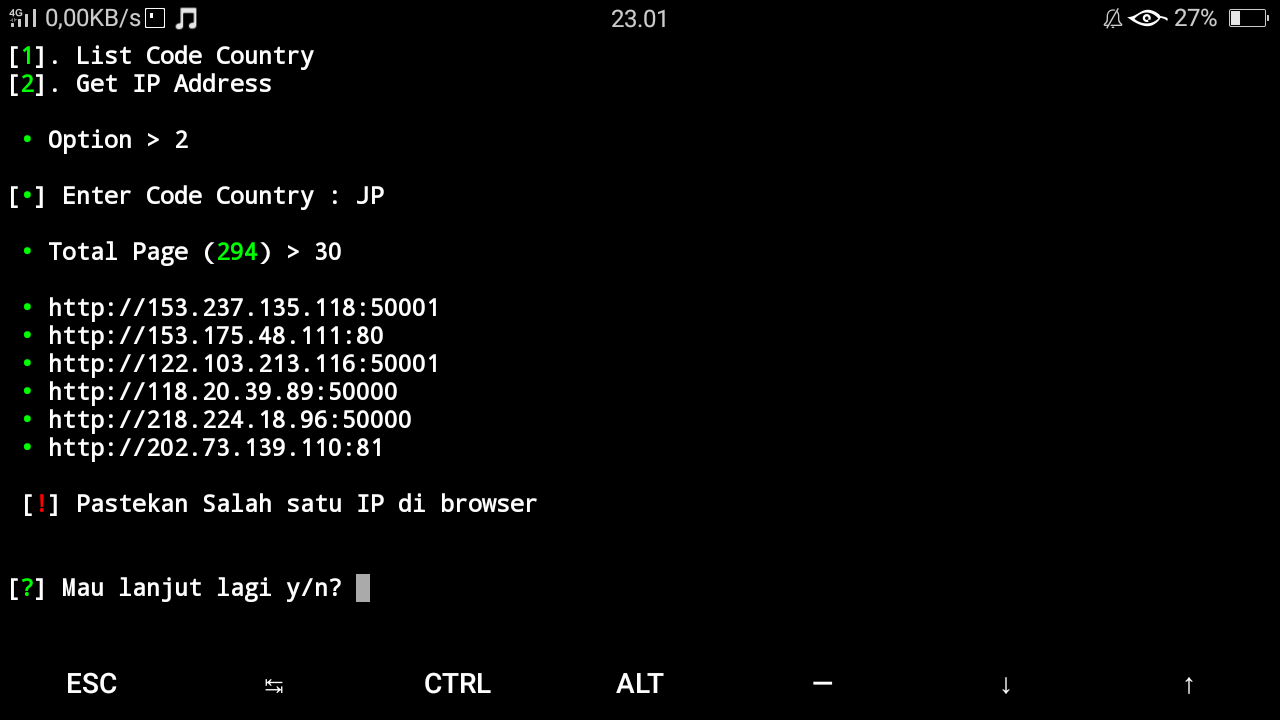 4G 0,00KB/s 23.01 27%
[1]. List Code Country
[2]. Get IP Address
• Option > 2
[•] Enter Code Country : JP
• Total Page (294) > 30
• http://153.237.135.118:50001
• http://153.175.48.111:80
• http://122.103.213.116:50001
• http://118.20.39.89:50000
• http://218.224.18.96:50000
• http://202.73.139.110:81
[!] Pastekan Salah satu IP di browser
[?] Mau lanjut lagi y/n?
ESC ↹ CTRL ALT — ↓ ↑